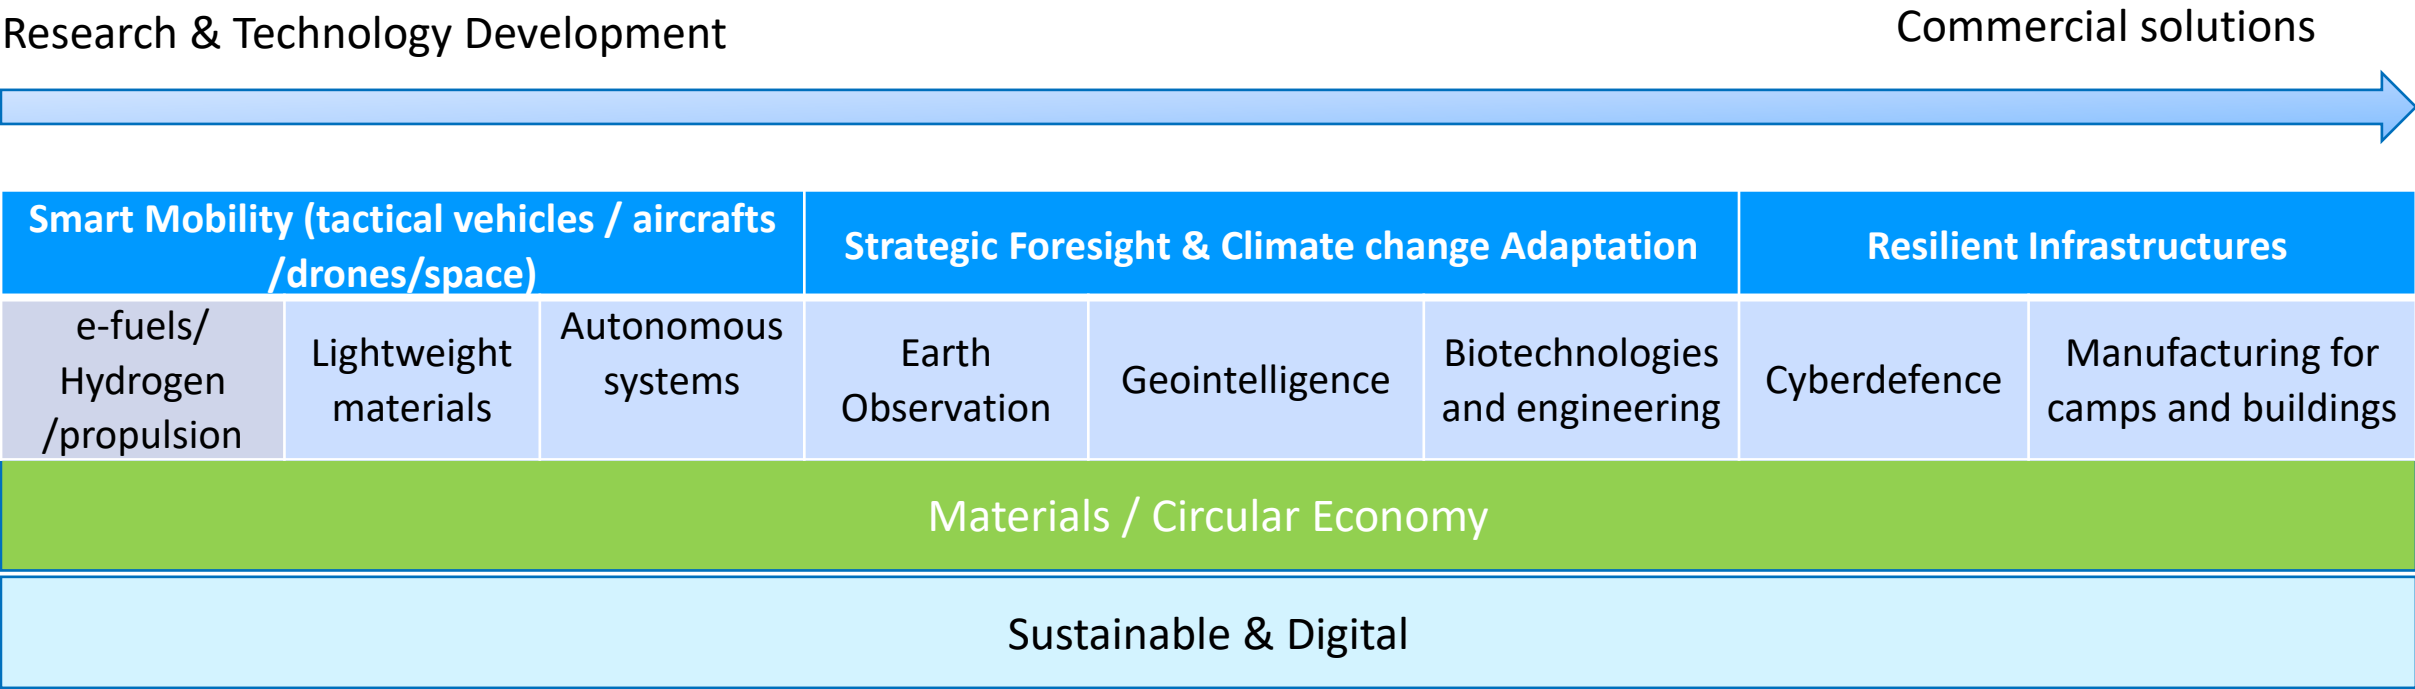 Research & Technology Development
Commercial solutions
Smart Mobility (tactical vehicles / aircrafts
/drones/space)
Strategic Foresight & Climate change Adaptation
Resilient Infrastructures
e-fuels/
Hydrogen
/propulsion
Lightweight
materials
Autonomous
systems
Earth
Observation
Geointelligence
Biotechnologies
and engineering
Cyberdefence
Manufacturing for
camps and buildings
Materials / Circular Economy
Sustainable & Digital